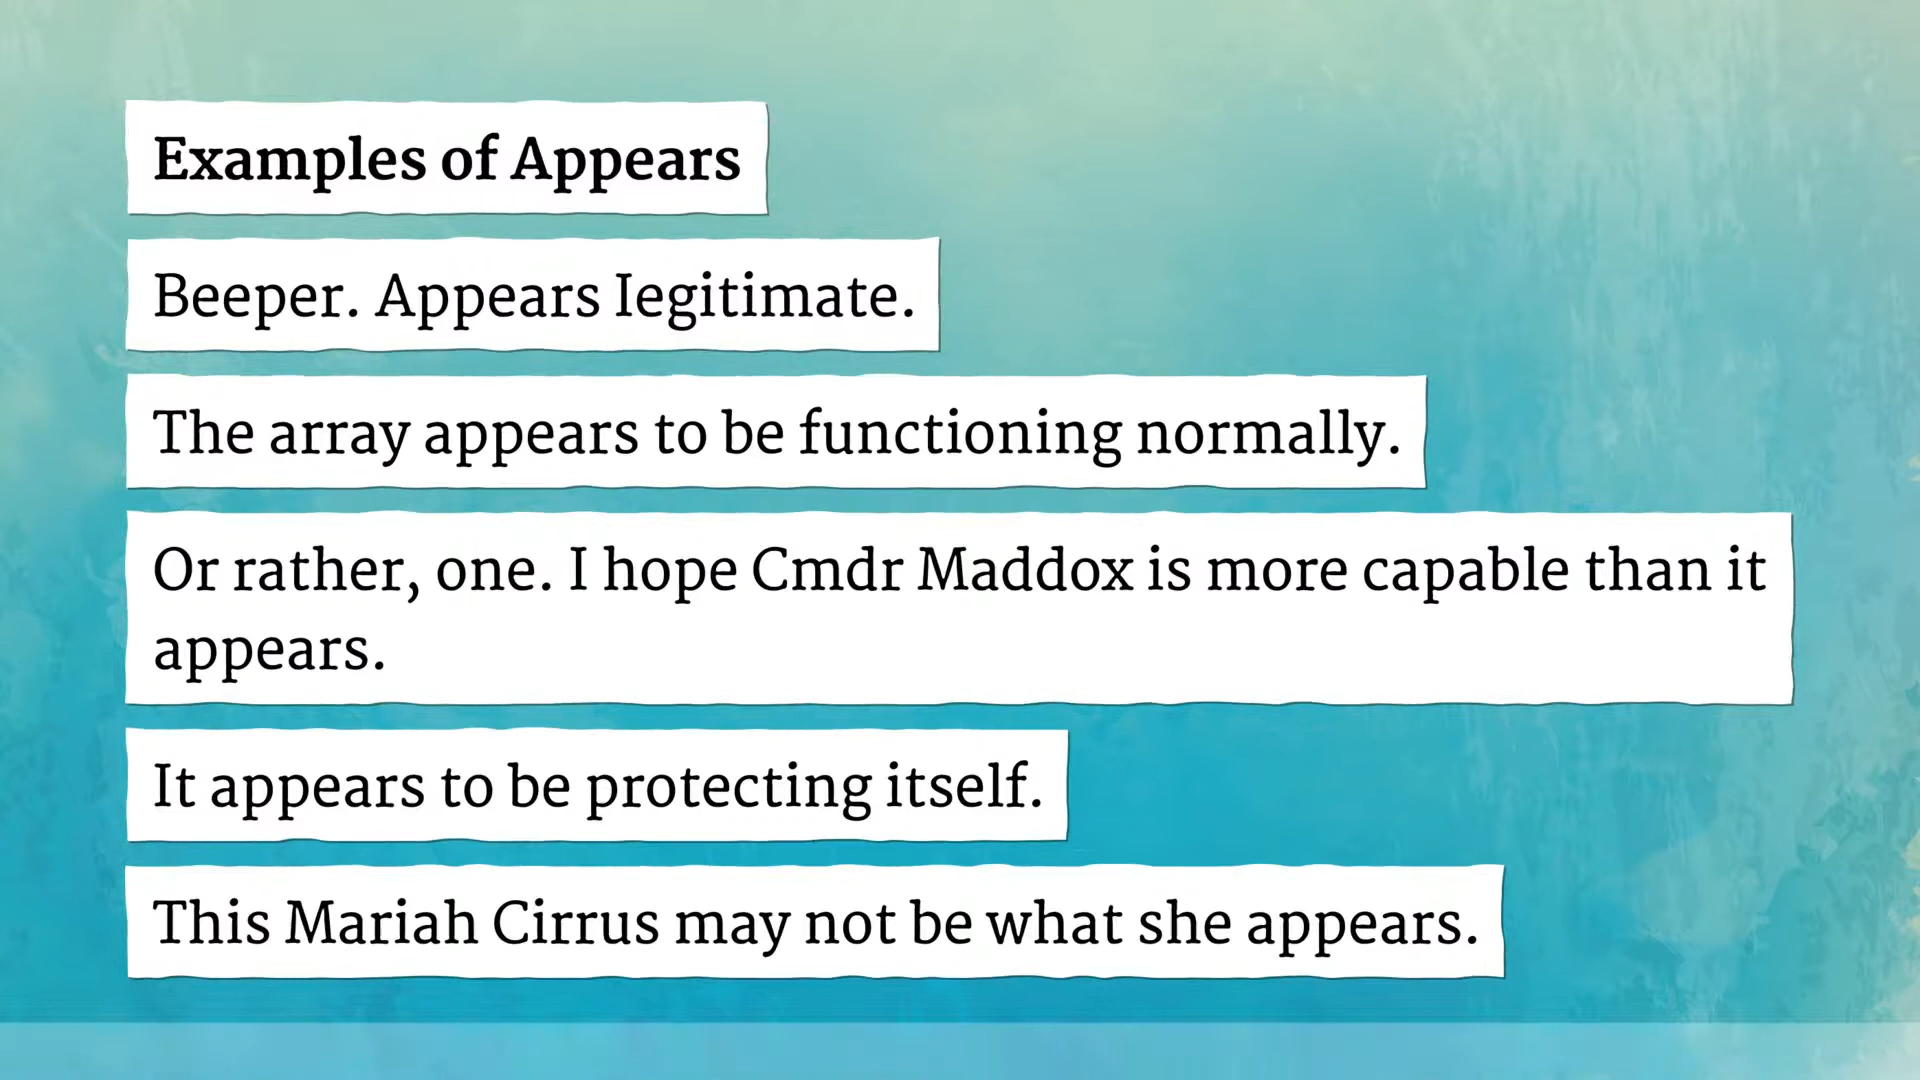 Examples of Appears
Beeper. Appears Iegitimate.
The array appears to be functioning normally.
Or rather, one. I hope Cmdr Maddox is more capable than it
appears.
It appears to be protecting itself.
This Mariah Cirrus may not be what she appears.